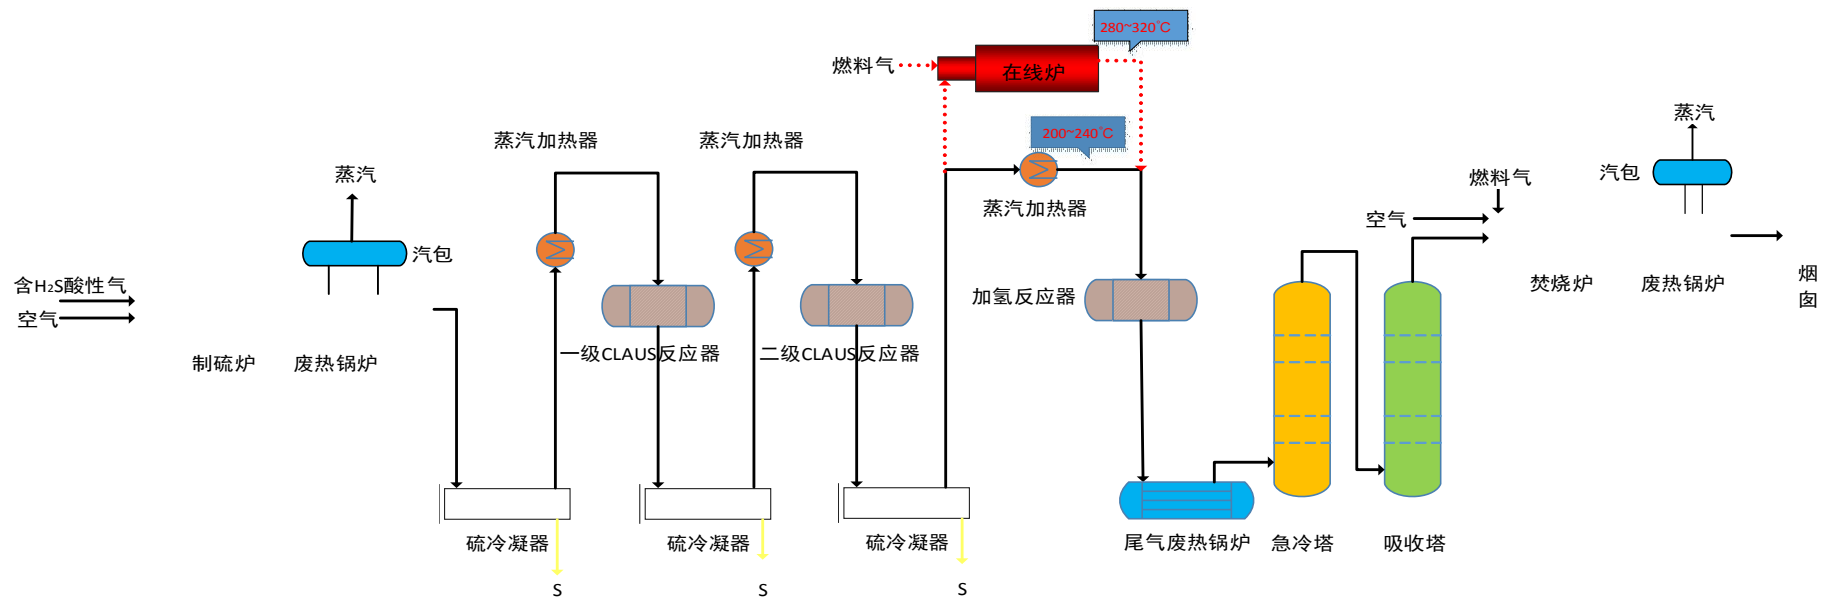 280~320℃
燃料气
在线炉
蒸汽
蒸汽加热器
蒸汽加热器
200~240℃
蒸汽
汽包
燃料气
蒸汽加热器
空气
汽包
含H₂S酸性气
空气
加氢反应器
焚烧炉
废热锅炉
烟
囱
制硫炉
废热锅炉
一级CLAUS反应器
二级CLAUS反应器
硫冷凝器
硫冷凝器
硫冷凝器
尾气废热锅炉
急冷塔
吸收塔
S
S
S